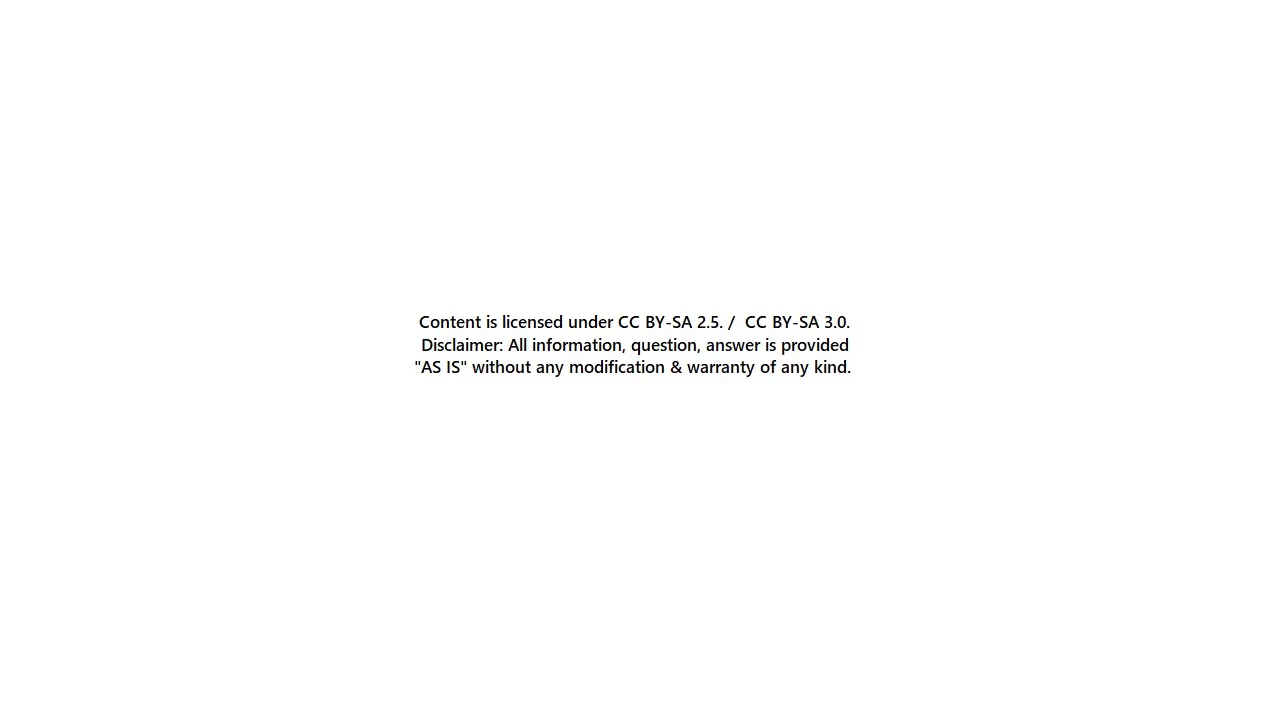 Content is licensed under CC BY-SA 2.5. /  CC BY-SA 3.0.
Disclaimer: All information, question, answer is provided
"AS IS" without any modification & warranty of any kind.